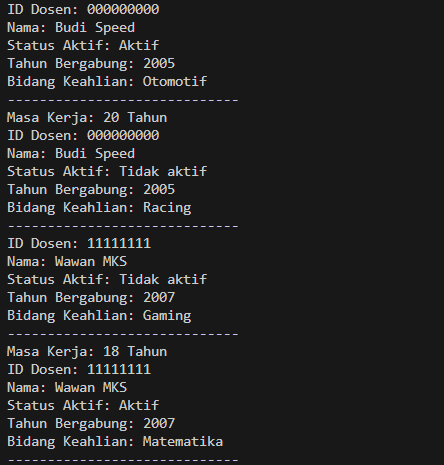 ID Dosen: 000000000
Nama: Budi Speed
Status Aktif: Aktif
Tahun Bergabung: 2005
Bidang Keahlian: Otomotif
-----------------------------
Masa Kerja: 20 Tahun
ID Dosen: 000000000
Nama: Budi Speed
Status Aktif: Tidak aktif
Tahun Bergabung: 2005
Bidang Keahlian: Racing
-----------------------------
ID Dosen: 11111111
Nama: Wawan MKS
Status Aktif: Tidak aktif
Tahun Bergabung: 2007
Bidang Keahlian: Gaming
-----------------------------
Masa Kerja: 18 Tahun
ID Dosen: 11111111
Nama: Wawan MKS
Status Aktif: Aktif
Tahun Bergabung: 2007
Bidang Keahlian: Matematika
-----------------------------